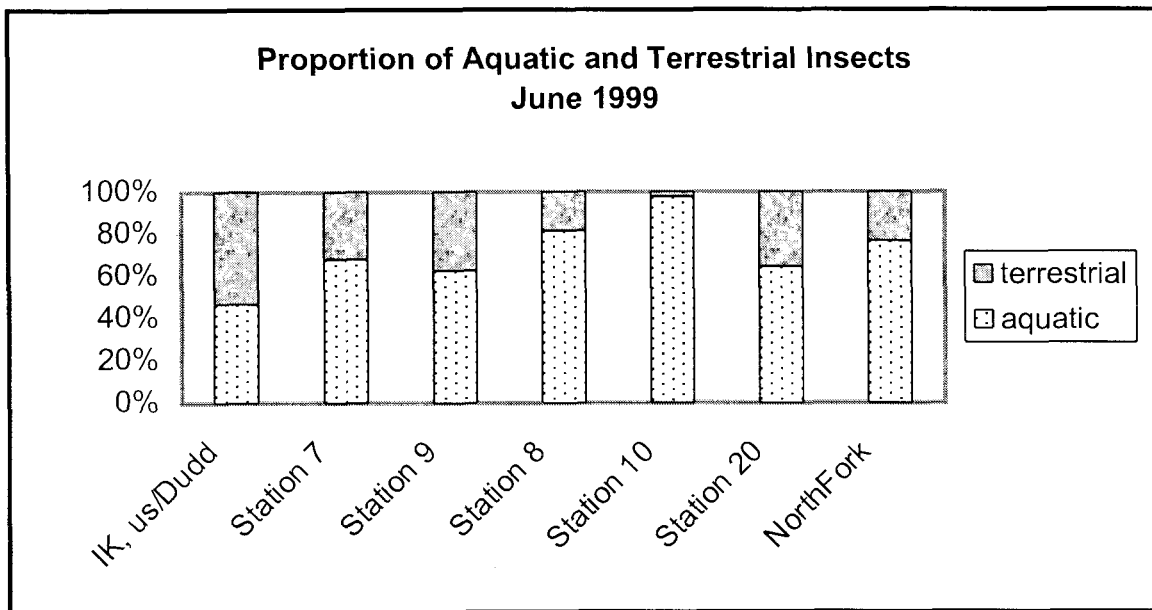 Proportion of Aquatic and Terrestrial Insects
June 1999
100%
80%
60%
40%
20%
0%
IK, us/Dudd
Station 7
Station 9
Station 8
Station 10
Station 20
NorthFork
terrestrial
aquatic